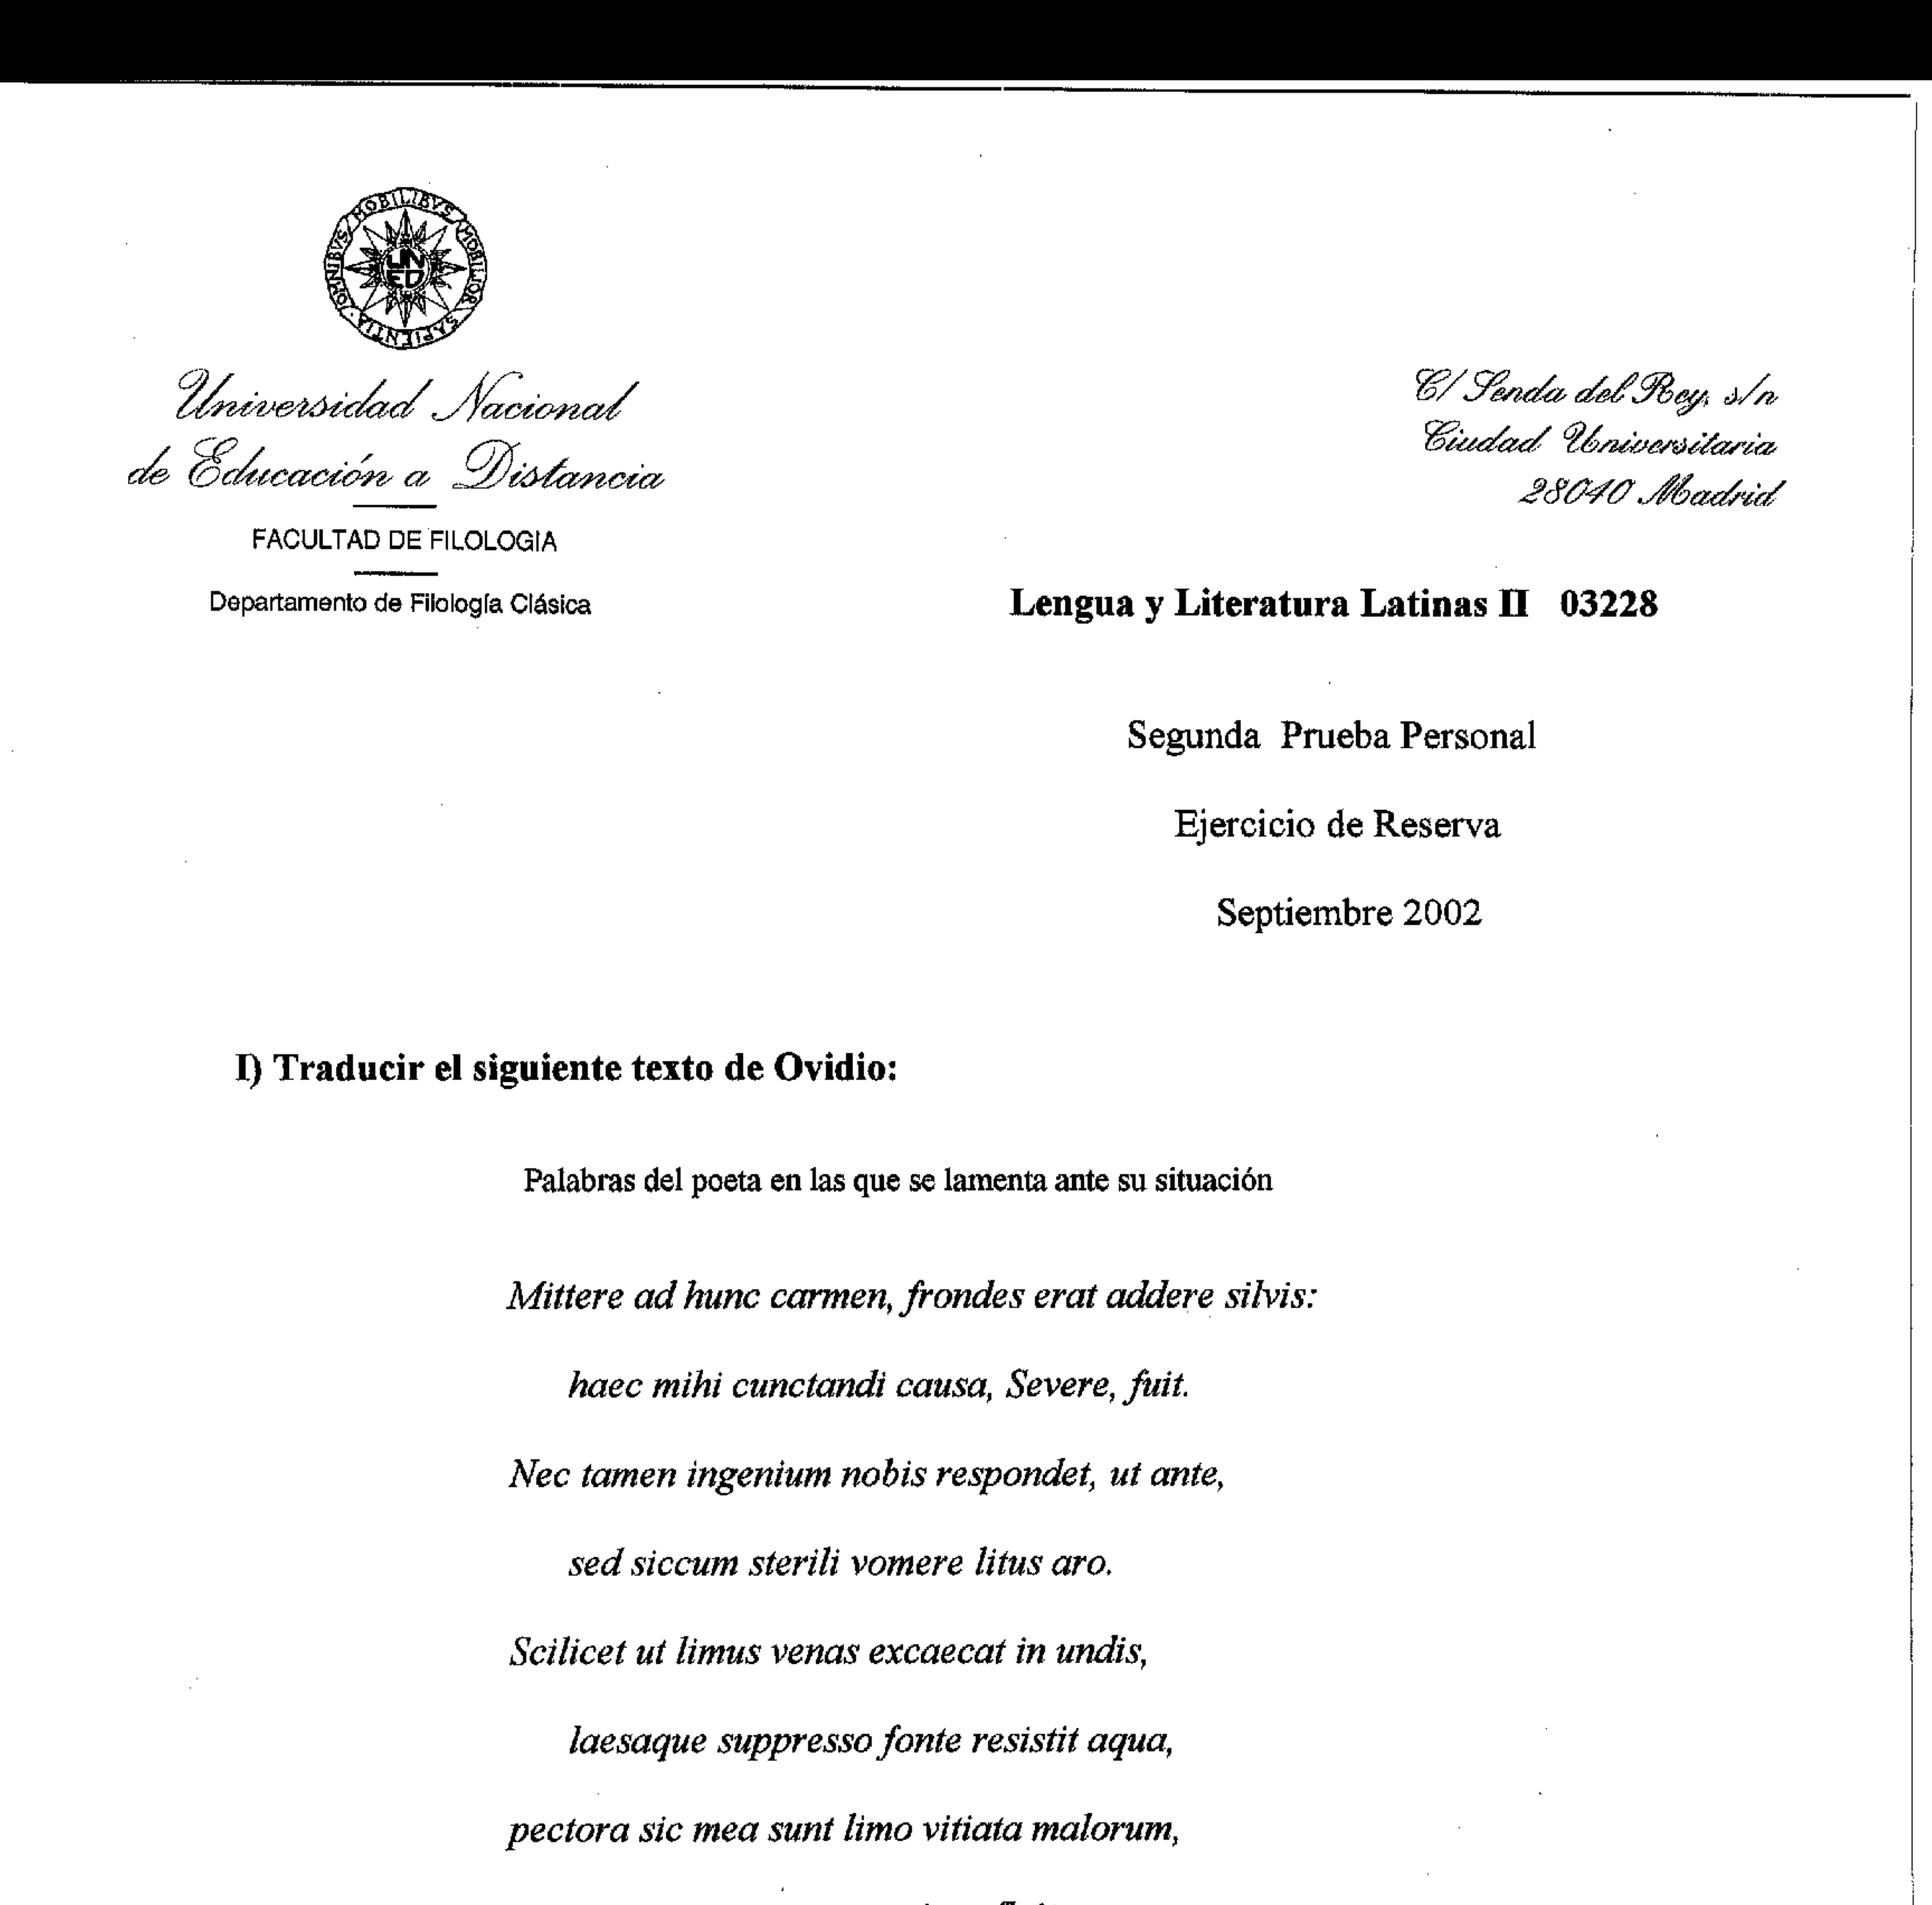 OMNIBVS MOBILIBVS MOBILIOR SAPIENTIA
UN
ED
Universidad Nacional
de Educación a Distancia
FACULTAD DE FILOLOGIA
Departamento de Filología Clásica
C/ Senda del Rey, s/n
Ciudad Universitaria
28040 Madrid
Lengua y Literatura Latinas II 03228
Segunda Prueba Personal
Ejercicio de Reserva
Septiembre 2002
I) Traducir el siguiente texto de Ovidio:
Palabras del poeta en las que se lamenta ante su situación
Mittere ad hunc carmen, frondes erat addere silvis:
haec mihi cunctandi causa, Severe, fuit.
Nec tamen ingenium nobis respondet, ut ante,
sed siccum sterili vomere litus aro.
Scilicet ut limus venas excaecat in undis,
laesaque suppresso fonte resistit aqua,
pectora sic mea sunt limo vitiata malorum,